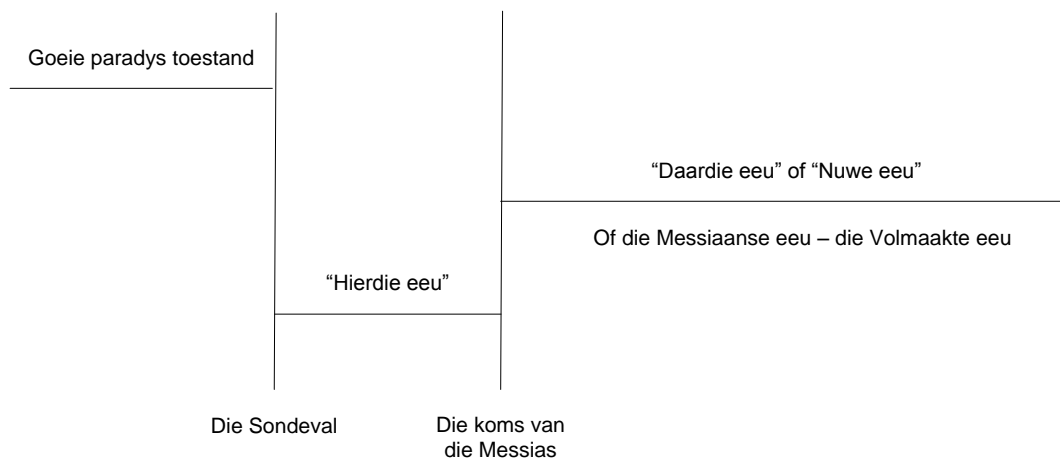 Goeie paradys toestand
“Daardie eeu” of “Nuwe eeu”
Of die Messiaanse eeu – die Volmaakte eeu
“Hierdie eeu”
Die Sondeval
Die koms van
die Messias